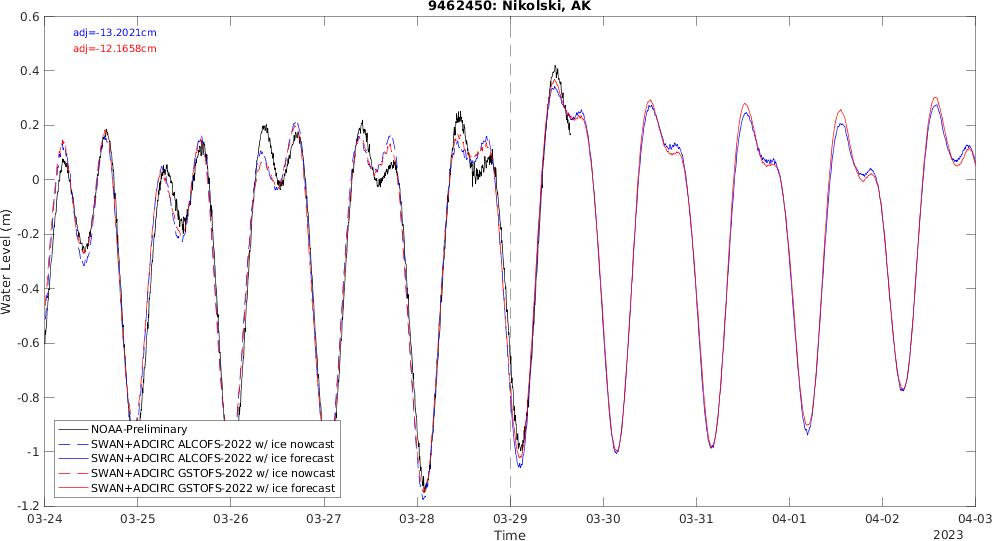 9462450: Nikolski, AK
adj=-13.2021cm
adj=-12.1658cm
0.6
0.4
0.2
0
-0.2
-0.4
-0.6
-0.8
-1
-1.2
Water Level (m)
NOAA-Preliminary
SWAN+ADCIRC ALCOFS-2022 w/ ice nowcast
SWAN+ADCIRC ALCOFS-2022 w/ ice forecast
SWAN+ADCIRC GSTOFS-2022 w/ ice nowcast
SWAN+ADCIRC GSTOFS-2022 w/ ice forecast
03-24 03-25 03-26 03-27 03-28 03-29 03-30 03-31 04-01 04-02 04-03
Time
2023